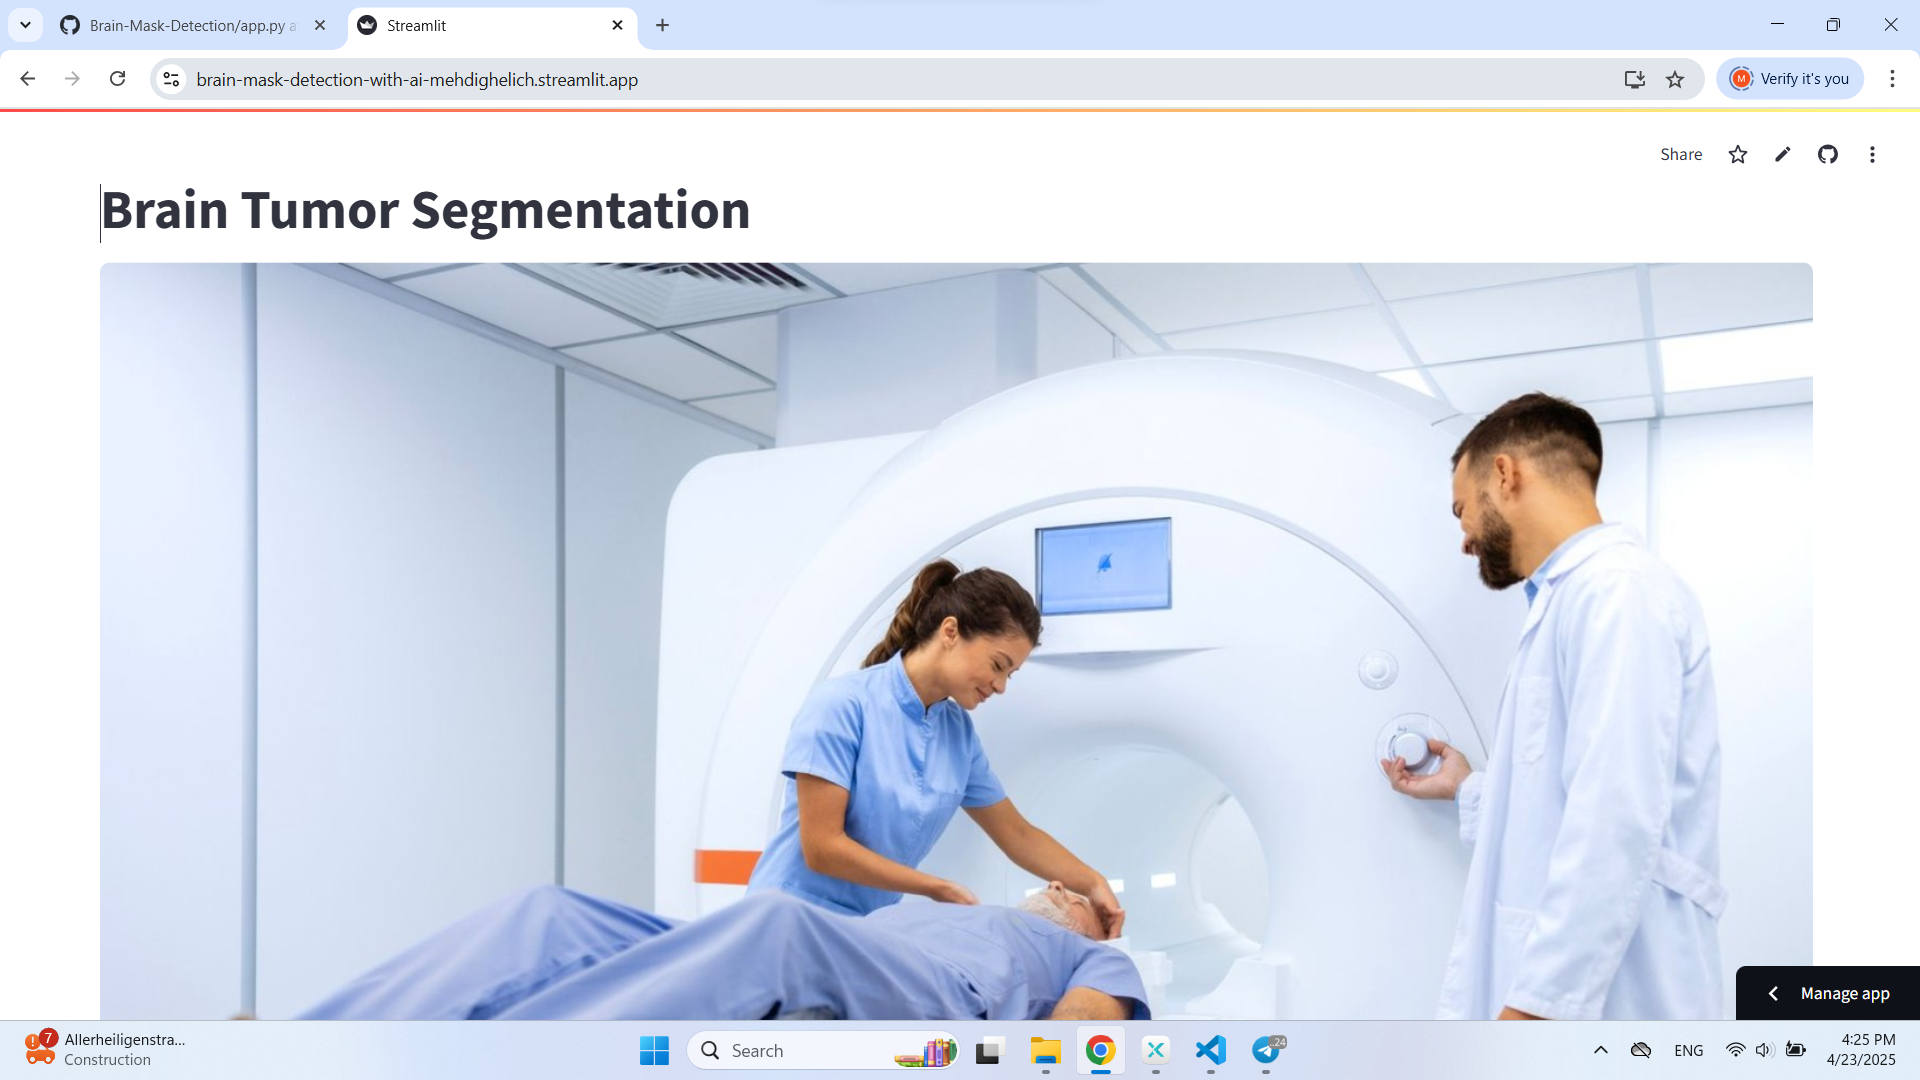 Brain-Mask-Detection/app.py a
Streamlit
brain-mask-detection-with-ai-mehdighelich.streamlit.app
M
Verify it's you
Share
Brain Tumor Segmentation
Manage app
7
Allerheiligenstra...
Construction
Search
..24
ENG
4:25 PM
4/23/2025